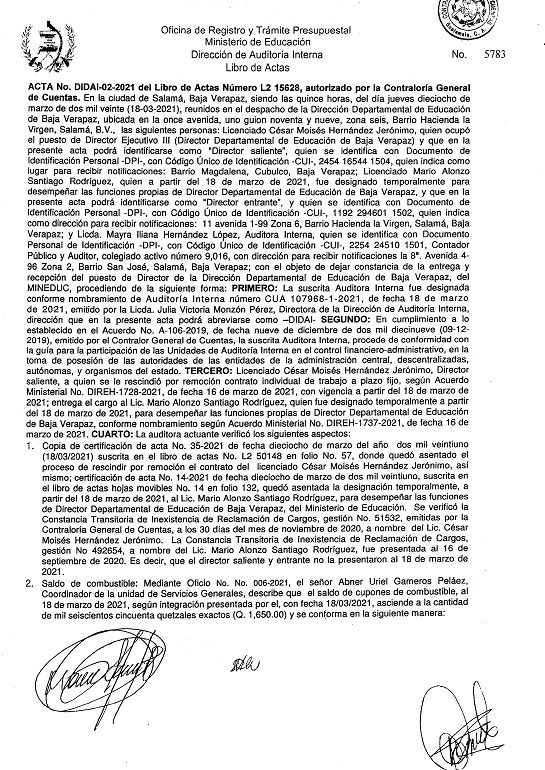 Oficina de Registro y Trámite Presupuestal
Ministerio de Educación
Dirección de Auditoría Interna
Libro de Actas
No. 5783
Guatemala, C. A.
ACTA No. DIDAI-02-2021 del Libro de Actas Número L2 15628, autorizado por la Contraloría General
de Cuentas. En la ciudad de Salamá, Baja Verapaz, siendo las quince horas, del día jueves dieciocho de
marzo de dos mil veinte (18-03-2021), reunidos en el despacho de la Dirección Departamental de Educación
de Baja Verapaz, ubicada en la once avenida, uno guion noventa y nueve, zona seis, Barrio Hacienda la
Virgen, Salamá, B.V., las siguientes personas: Licenciado César Moisés Hernández Jerónimo, quien ocupó
el puesto de Director Ejecutivo III (Director Departamental de Educación de Baja Verapaz) y que en la
presente acta podrá identificarse como "Director saliente", quien se identifica con Documento de
Identificación Personal -DPI-, con Código Único de Identificación -CUI-, 2454 16544 1504, quien indica como
lugar para recibir notificaciones: Barrio Magdalena, Cubulco, Baja Verapaz; Licenciado Mario Alonzo
Santiago Rodríguez, quien a partir del 18 de marzo de 2021, fue designado temporalmente para
desempeñar las funciones propias de Director Departamental de Educación de Baja Verapaz, y que en la
presente acta podrá identificarse como "Director entrante", y quien se identifica con Documento de
Identificación Personal -DPI-, con Código Único de Identificación -CUI-, 1192 294601 1502, quien indica
como dirección para recibir notificaciones: 11 avenida 1-99 Zona 6, Barrio Hacienda la Virgen, Salamá, Baja
Verapaz; y Licda. Mayra Iliana Hernández López, Auditora Interna, quien se identifica con Documento
Personal de Identificación -DPI-, con Código Único de Identificación -CUI-, 2254 24510 1501, Contador
Público y Auditor, colegiado activo número 9,016, con dirección para recibir notificaciones la 8ª. Avenida 4-
96 Zona 2, Barrio San José, Salamá, Baja Verapaz; con el objeto de dejar constancia de la entrega y
recepción del puesto de Director de la Dirección Departamental de Educación de Baja Verapaz, del
MINEDUC, procediendo de la siguiente forma: PRIMERO: La suscrita Auditora Interna fue designada
conforme nombramiento de Auditoría Interna número CUA 107968-1-2021, de fecha 18 de marzo
de 2021, emitido por la Licda. Julia Victoria Monzón Pérez, Directora de la Dirección de Auditoría Interna,
dirección que en la presente acta podrá abreviarse como –DIDAI- SEGUNDO: En cumplimiento a lo
establecido en el Acuerdo No. A-106-2019, de fecha nueve de diciembre de dos mil diecinueve (09-12-
2019), emitido por el Contralor General de Cuentas, la suscrita Auditora Interna, procede de conformidad con
la guía para la participación de las Unidades de Auditoría Interna en el control financiero-administrativo, en la
toma de posesión de las autoridades de las entidades de la administración central, descentralizadas,
autónomas, y organismos del estado. TERCERO: Licenciado César Moisés Hernández Jerónimo, Director
saliente, a quien se le rescindió por remoción contrato individual de trabajo a plazo fijo, según Acuerdo
Ministerial No. DIREH-1728-2021, de fecha 16 de marzo de 2021, con vigencia a partir del 18 de marzo de
2021; entrega el cargo al Lic. Mario Alonzo Santiago Rodríguez, quien fue designado temporalmente a partir
del 18 de marzo de 2021, para desempeñar las funciones propias de Director Departamental de Educación de
Baja Verapaz, conforme nombramiento según Acuerdo Ministerial No. DIREH-1737-2021, de fecha 16 de
marzo de 2021. CUARTO: La auditora actuante verificó los siguientes aspectos:
1. Copia de certificación de acta No. 35-2021 de fecha dieciocho de marzo del año dos mil veintiuno
(18/03/2021) suscrita en el libro de actas No. L2 50148 en folio No. 57, donde quedó asentado el
proceso de rescindir por remoción el contrato del licenciado César Moisés Hernández Jerónimo, así
mismo; certificación de acta No. 14-2021 de fecha dieciocho de marzo de dos mil veintiuno, suscrita en
el libro de actas hojas movibles No. 14 en folio 132, quedó asentada la designación temporalmente, a
partir del 18 de marzo de 2021, al Lic. Mario Alonzo Santiago Rodríguez, para desempeñar las funciones
de Director Departamental de Educación de Baja Verapaz, del Ministerio de Educación. Se verificó la
Constancia Transitoria de Inexistencia de Reclamación de Cargos, gestión No. 51532, emitidas por la
Contraloría General de Cuentas, a los 30 días del mes de noviembre de 2020, a nombre del Lic. César
Moisés Hernández Jerónimo. La Constancia Transitoria de Inexistencia de Reclamación de Cargos,
gestión No 492654, a nombre del Lic. Mario Alonzo Santiago Rodríguez, fue presentada al 16 de
septiembre de 2020. Es decir, que el director saliente y entrante no la presentaron al 18 de marzo de
2021.
2. Saldo de combustible: Mediante Oficio No. No. 006-2021, el señor Abner Uriel Gameros Peláez,
Coordinador de la unidad de Servicios Generales, describe que el saldo de cupones de combustible, al
18 de marzo de 2021, según integración presentada por el, con fecha 18/03/2021, asciende a la cantidad
de mil seiscientos cincuenta quetzales exactos (Q. 1,650.00) y se conforma en la siguiente manera: